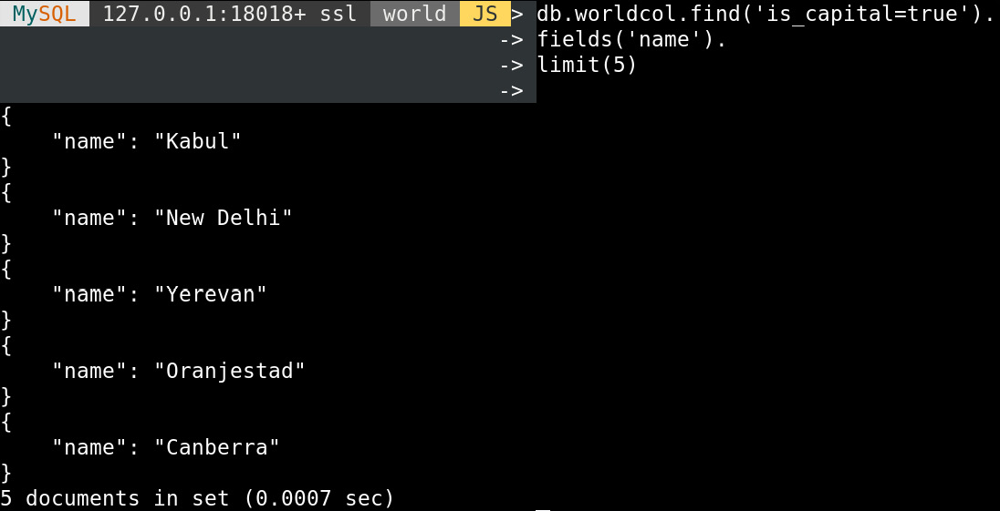 MySQL 127.0.0.1:18018+ ssl world JS > db.worldcol.find('is_capital=true').
-> fields('name').
-> limit(5)
->
{
    "name": "Kabul"
}
{
    "name": "New Delhi"
}
{
    "name": "Yerevan"
}
{
    "name": "Oranjestad"
}
{
    "name": "Canberra"
}
5 documents in set (0.0007 sec)